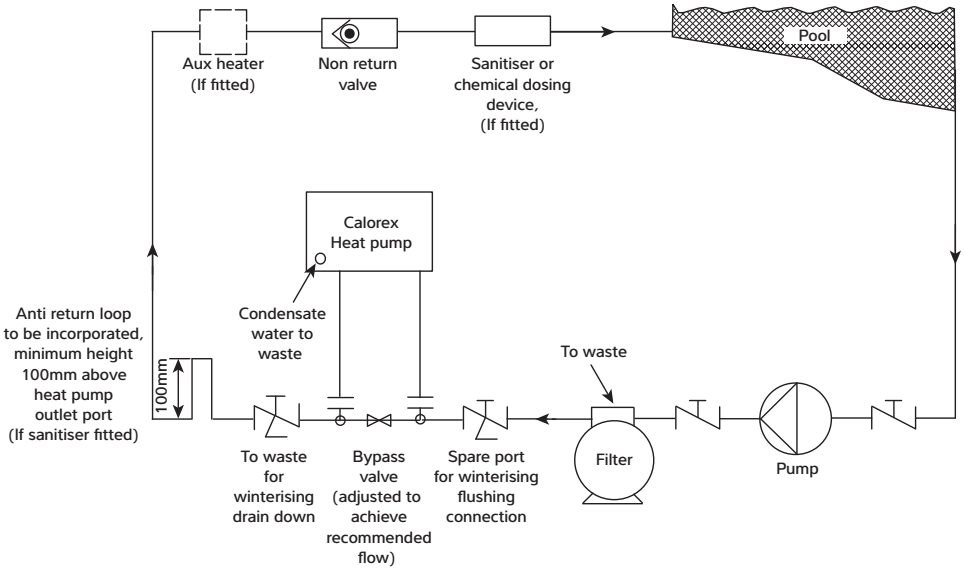 Aux heater
(If fitted)
Non return
valve
Sanitiser or
chemical dosing
device,
(If fitted)
Pool
Calorex
Heat pump
Condensate
water to
waste
Anti return loop
to be incorporated,
minimum height
100mm above
heat pump
outlet port
(If sanitiser fitted)
100mm
To waste
for
winterising
drain down
Bypass
valve
(adjusted to
achieve
recommended
flow)
Spare port
for winterising
flushing
connection
To waste
Filter
Pump